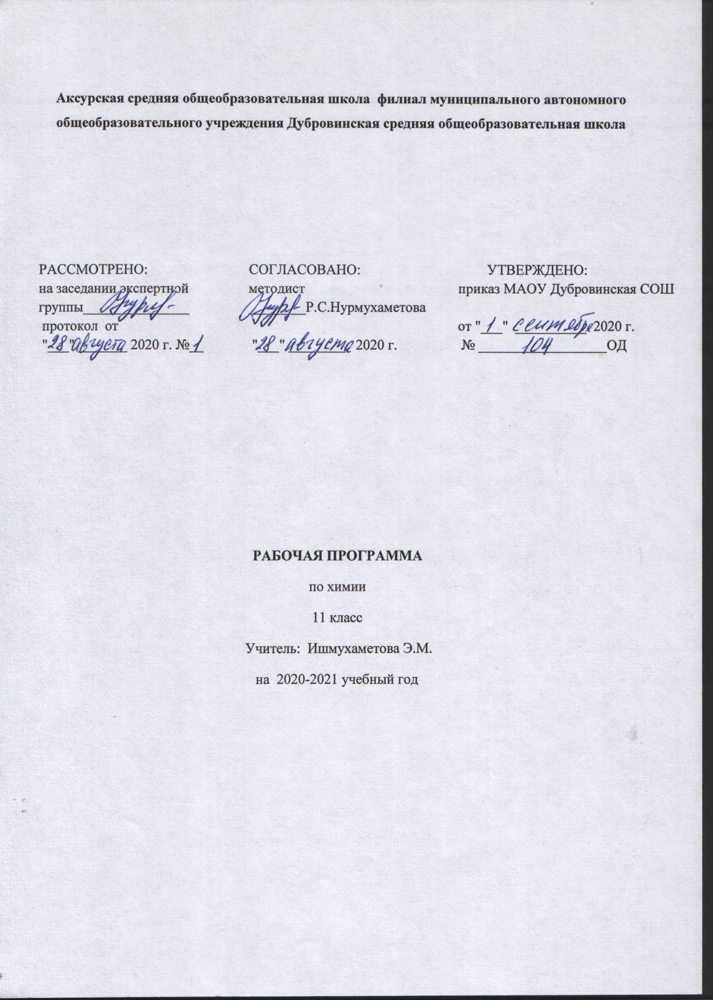 Аксурская средняя общеобразовательная школа филиал муниципального автономного
общеобразовательного учреждения Дубровинская средняя общеобразовательная школа
РАССМОТРЕНО:
на заседании экспертной
группы_______________
протокол от
"28" августа 2020 г. №1
СОГЛАСОВАНО:
методист
________Р.С.Нурмухаметова
"28" августа 2020 г.
УТВЕРЖДЕНО:
приказ МАОУ Дубровинская СОШ
от "1" сентября 2020 г.
№ 104 ОД
РАБОЧАЯ ПРОГРАММА
по химии
11 класс
Учитель: Ишмухаметова Э.М.
на 2020-2021 учебный год